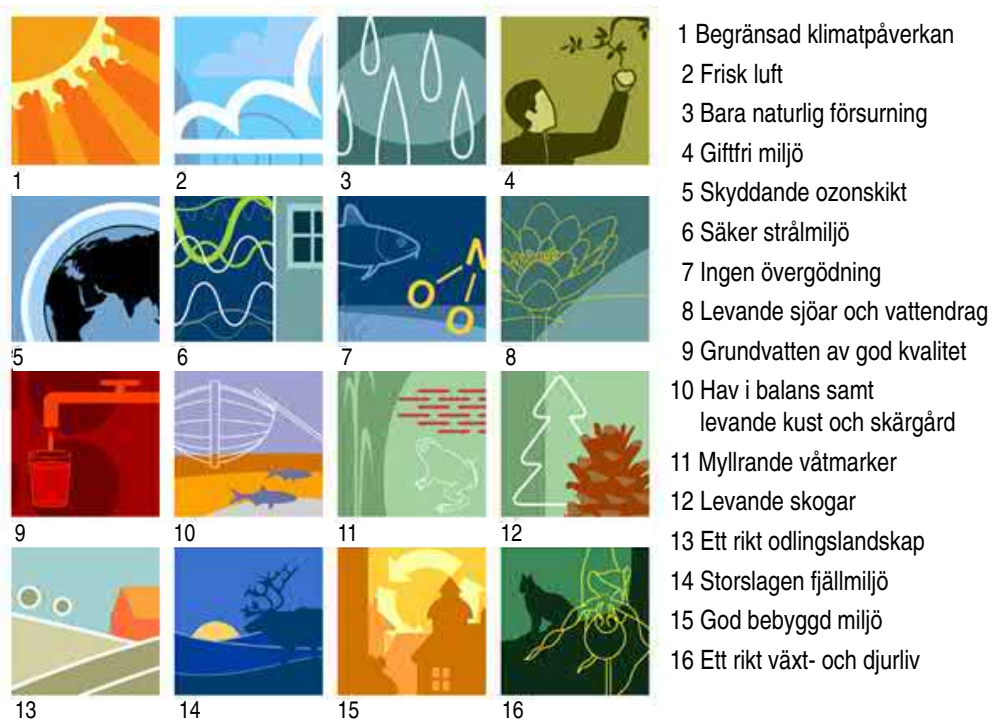 1
2
3
4
5
6
7
8
O
N
O
9
10
11
12
13
14
15
16
1 Begränsad klimatpåverkan
2 Frisk luft
3 Bara naturlig försurning
4 Giftfri miljö
5 Skyddande ozonskikt
6 Säker strålmiljö
7 Ingen övergödning
8 Levande sjöar och vattendrag
9 Grundvatten av god kvalitet
10 Hav i balans samt
levande kust och skärgård
11 Myllrande våtmarker
12 Levande skogar
13 Ett rikt odlingslandskap
14 Storslagen fjällmiljö
15 God bebyggd miljö
16 Ett rikt växt- och djurliv